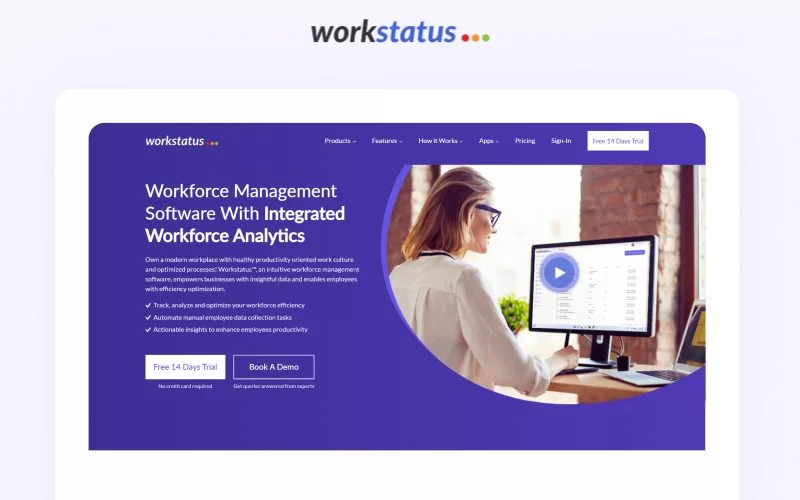 workstatus
workstatus
Products
Features
How it Works
Apps
Pricing
Sign-In
Free 14 Days Trial
Workforce Management
Software With Integrated
Workforce Analytics
Own a modern workplace with healthy productivity oriented work culture
and optimized processes! Workstatus™, an intuitive workforce management
software, empowers businesses with insightful data and enables employees
with efficiency optimization.
Track, analyze and optimize your workforce efficiency
Automate manual employee data collection tasks
Actionable insights to enhance employees productivity
Free 14 Days Trial
Book A Demo
No credit card required
Get queries answered from experts